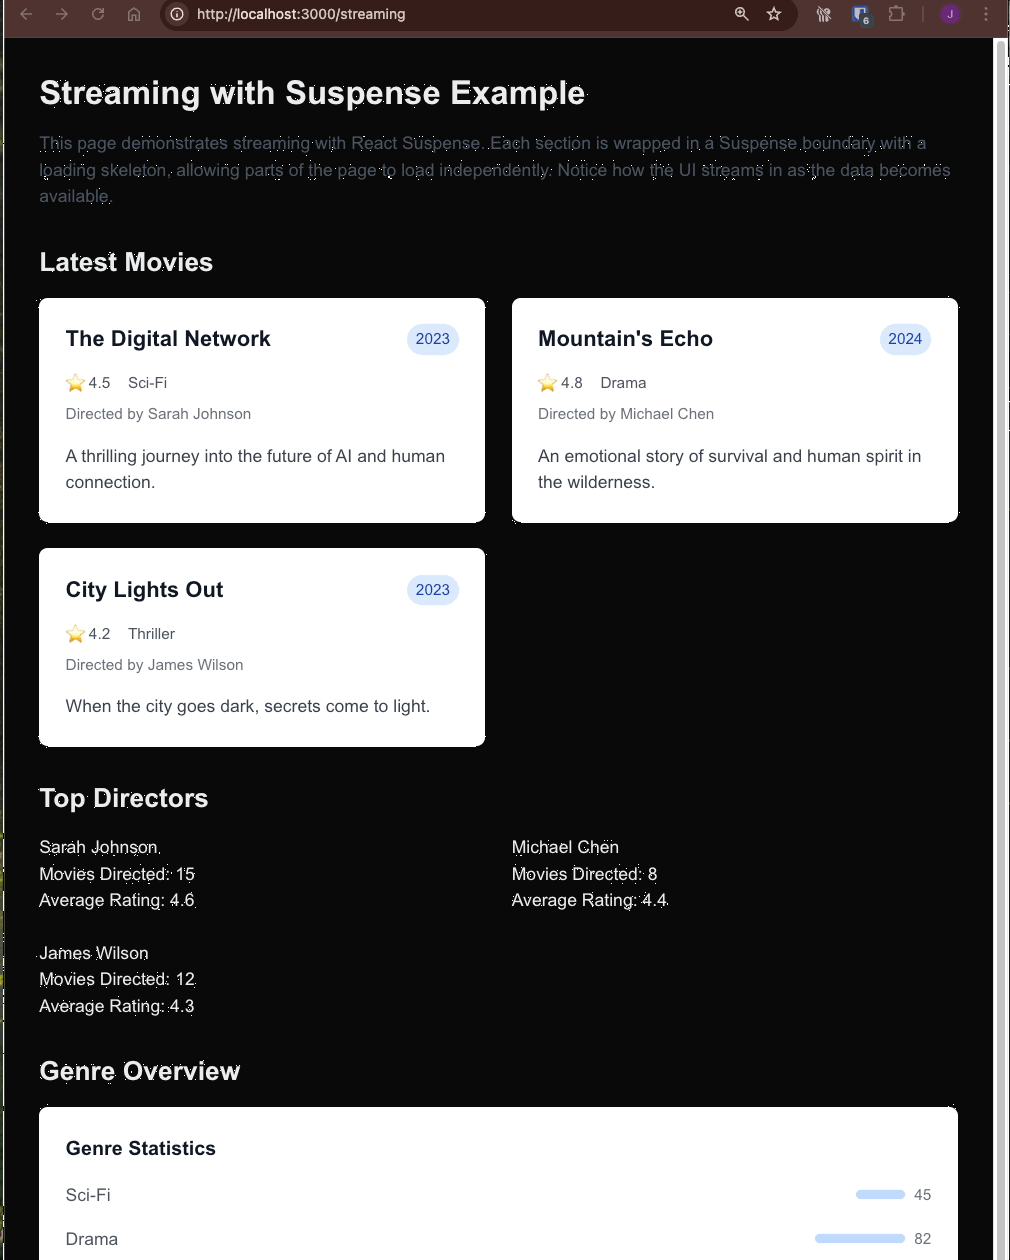 http://localhost:3000/streaming
6
J
Streaming with Suspense Example
This page demonstrates streaming with React Suspense. Each section is wrapped in a Suspense boundary with a
loading skeleton, allowing parts of the page to load independently. Notice how the UI streams in as the data becomes
available.
Latest Movies
The Digital Network
2023
4.5 Sci-Fi
Directed by Sarah Johnson
A thrilling journey into the future of AI and human
connection.
Mountain's Echo
2024
4.8 Drama
Directed by Michael Chen
An emotional story of survival and human spirit in
the wilderness.
City Lights Out
2023
4.2 Thriller
Directed by James Wilson
When the city goes dark, secrets come to light.
Top Directors
Sarah Johnson
Movies Directed: 15
Average Rating: 4.6
Michael Chen
Movies Directed: 8
Average Rating: 4.4
James Wilson
Movies Directed: 12
Average Rating: 4.3
Genre Overview
Genre Statistics
Sci-Fi 45
Drama 82